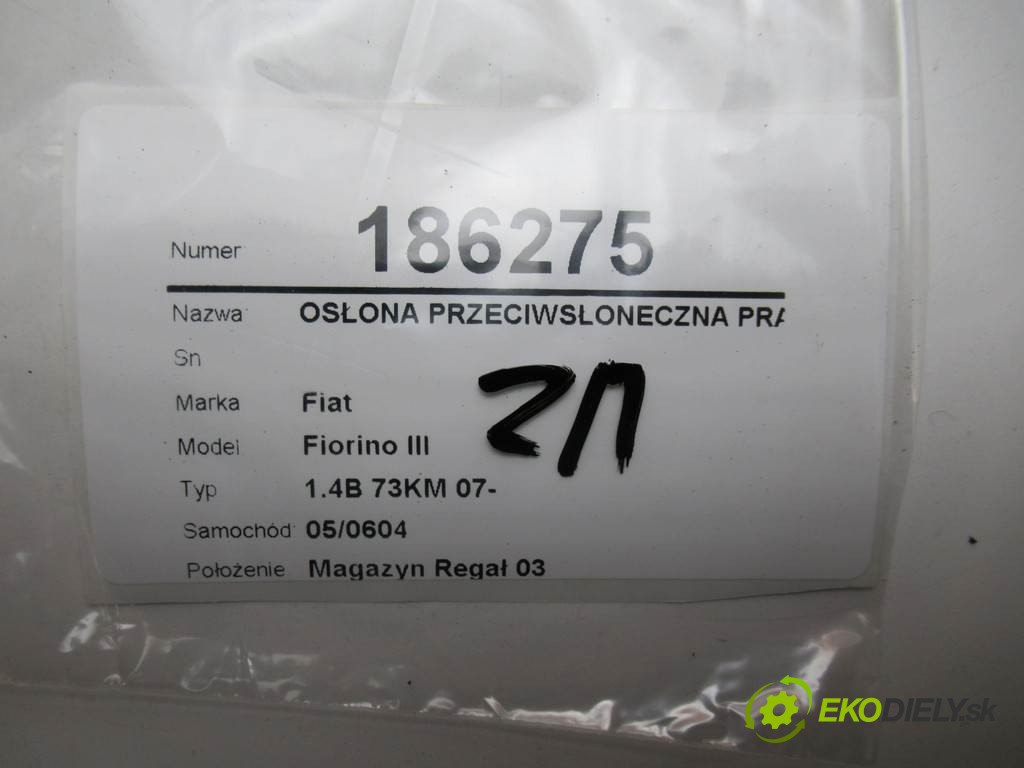 Numer 186275
Nazwa OSŁONA PRZECIWSŁONECZNA PRA
Sn
Marka Fiat
Model Fiorino III
Typ 1.4B 73KM 07-
Samochód 05/0604
Położenie Magazyn Regał 03
EKODIELY.sk